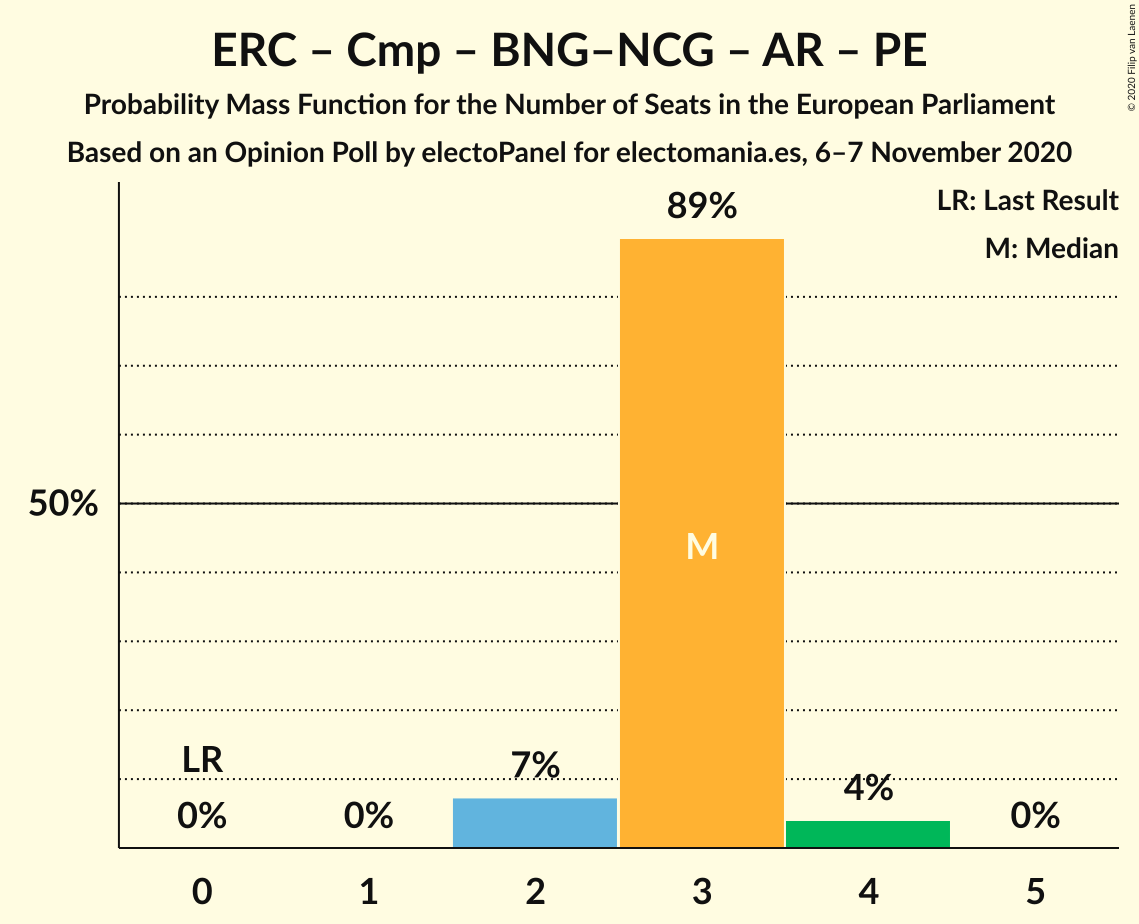 ERC – Cmp – BNG–NCG – AR – PE
Probability Mass Function for the Number of Seats in the European Parliament
Based on an Opinion Poll by electoPanel for electomania.es, 6–7 November 2020
© 2020 Filip van Laenen
LR: Last Result
M: Median
89%
50%
M
LR
0%
0%
7%
4%
0%
0
1
2
3
4
5